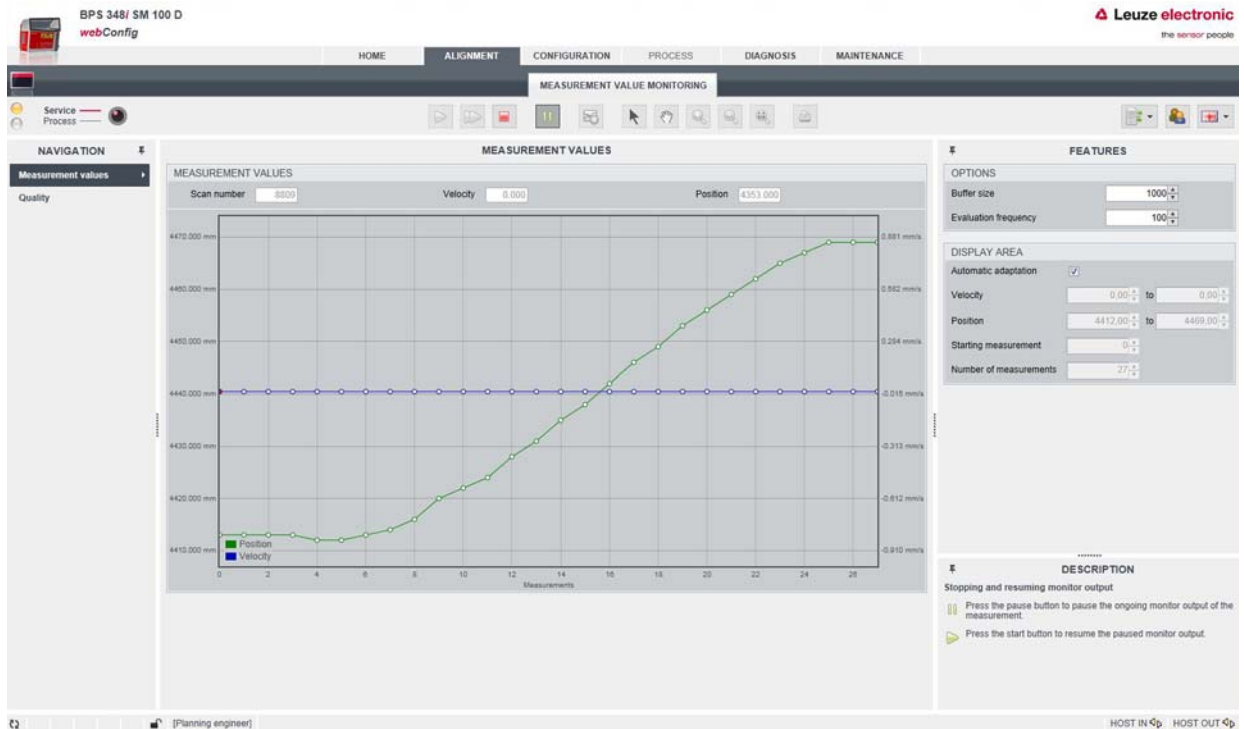 BPS 348i SM 100 D
webConfig
Leuze electronic
the sensor people
HOME ALIGNMENT CONFIGURATION PROCESS DIAGNOSIS MAINTENANCE
MEASUREMENT VALUE MONITORING
Service
Process
NAVIGATION
Measurement values
Quality
MEASUREMENT VALUES
MEASUREMENT VALUES
Scan number 8809 Velocity 0.000 Position 4353.000
4470.000 mm
4460.000 mm
4450.000 mm
4440.000 mm
4430.000 mm
4420.000 mm
4410.000 mm
0.881 mm/s
0.582 mm/s
0.284 mm/s
-0.015 mm/s
-0.313 mm/s
-0.612 mm/s
-0.910 mm/s
Position
Velocity
0 2 4 6 8 10 12 14 16 18 20 22 24 26
Measurements
FEATURES
OPTIONS
Buffer size 1000
Evaluation frequency 100
DISPLAY AREA
Automatic adaptation
Velocity 0,00 to 0,00
Position 4412,00 to 4469,00
Starting measurement 0
Number of measurements 27
DESCRIPTION
Stopping and resuming monitor output
Press the pause button to pause the ongoing monitor output of the
measurement.
Press the start button to resume the paused monitor output.
[Planning engineer]
HOST IN HOST OUT